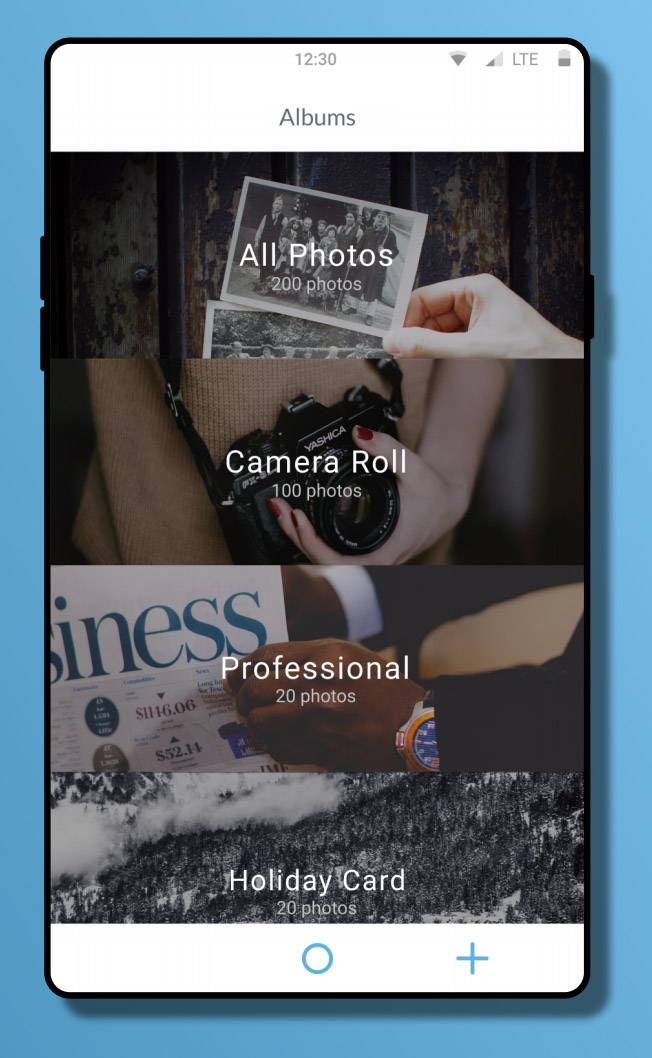 12:30
LTE
Albums
All Photos
200 photos
YASHICA
Camera Roll
100 photos
siness
Professional
20 photos
$1146.06
$52.14
Holiday Card
20 photos